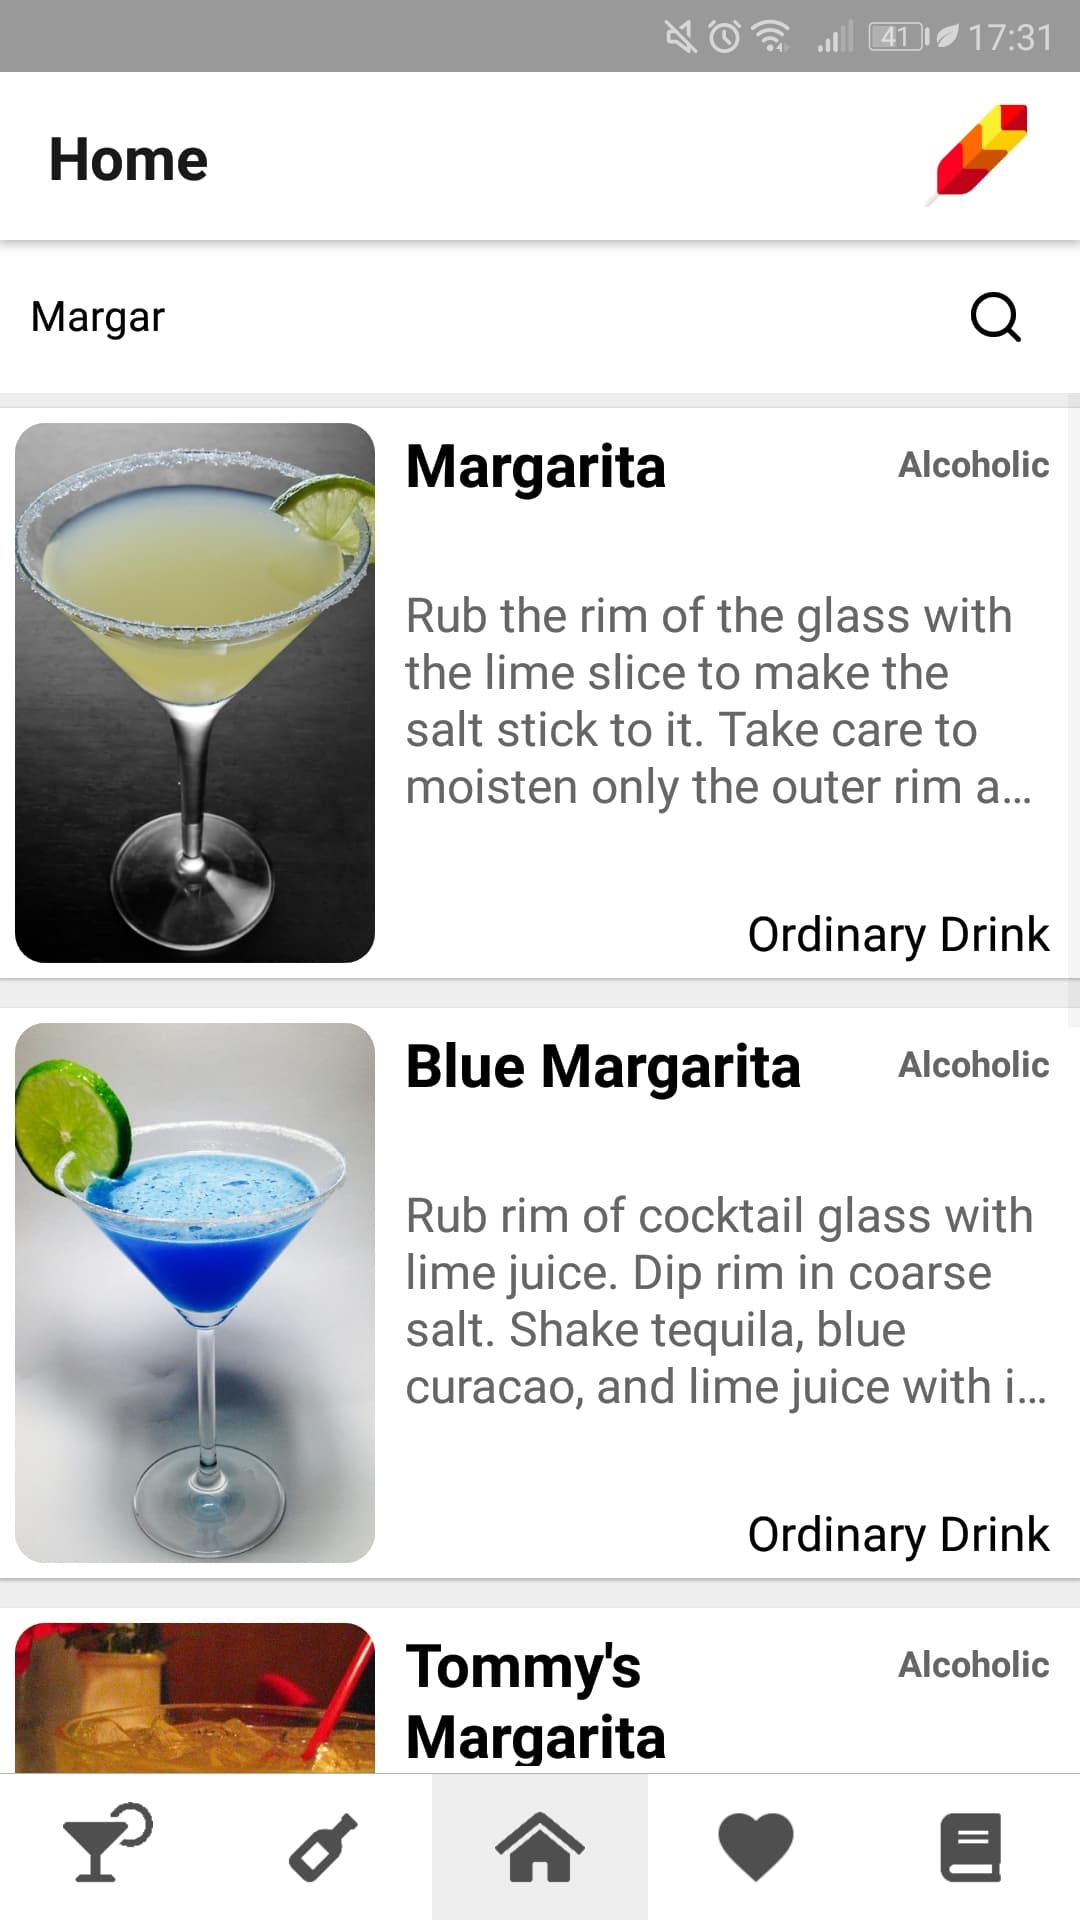 41 17:31
Home
Margar
Margarita
Alcoholic
Rub the rim of the glass with
the lime slice to make the
salt stick to it. Take care to
moisten only the outer rim a…
Ordinary Drink
Blue Margarita
Alcoholic
Rub rim of cocktail glass with
lime juice. Dip rim in coarse
salt. Shake tequila, blue
curacao, and lime juice with i…
Ordinary Drink
Tommy's
Margarita
Alcoholic